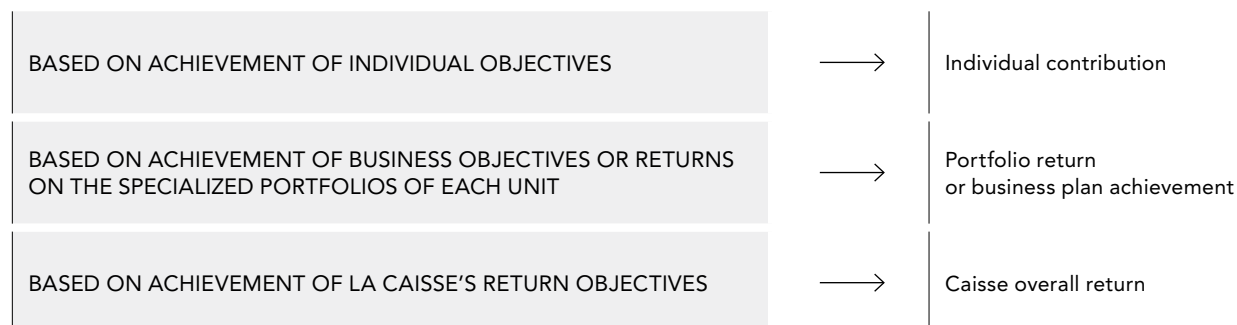 BASED ON ACHIEVEMENT OF INDIVIDUAL OBJECTIVES
Individual contribution
BASED ON ACHIEVEMENT OF BUSINESS OBJECTIVES OR RETURNS
ON THE SPECIALIZED PORTFOLIOS OF EACH UNIT
Portfolio return
or business plan achievement
BASED ON ACHIEVEMENT OF LA CAISSE’S RETURN OBJECTIVES
Caisse overall return